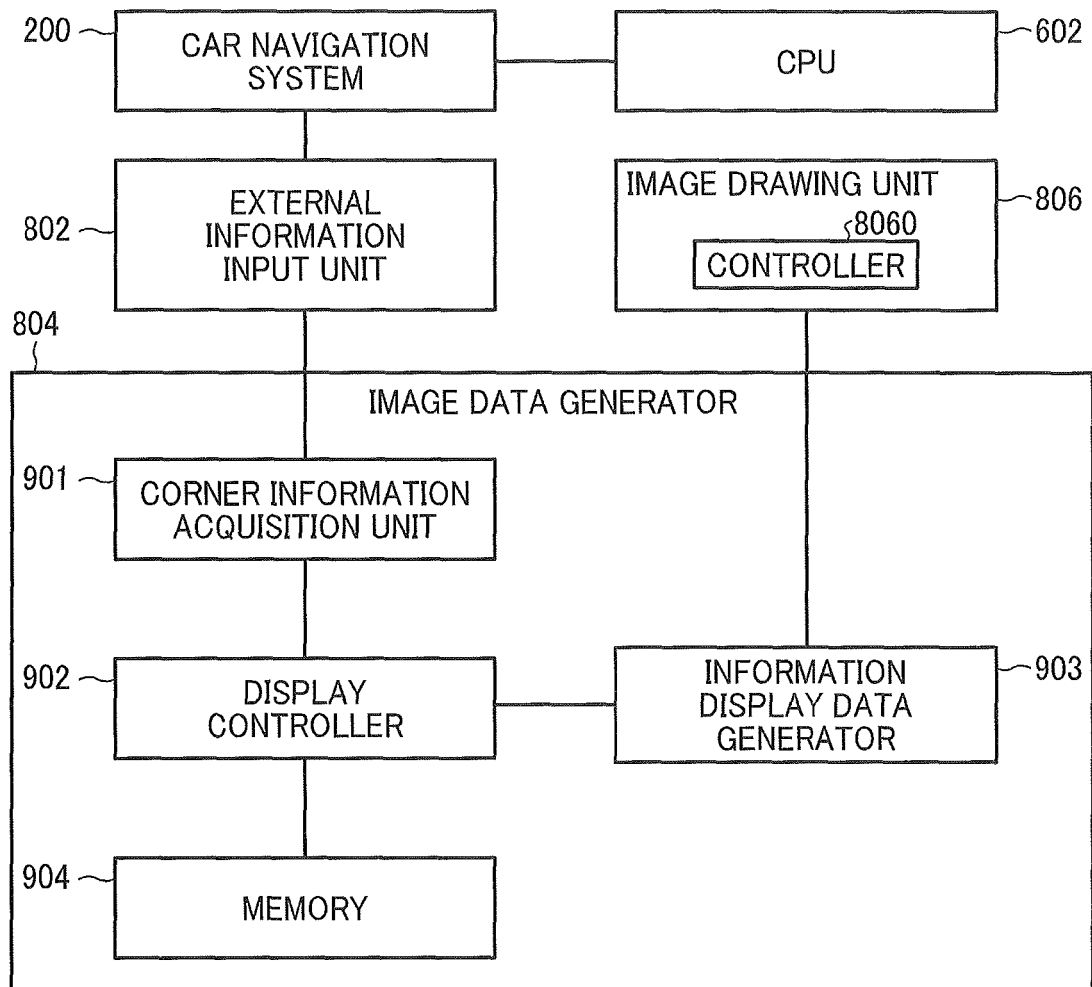 200
CAR NAVIGATION
SYSTEM
CPU
602
802
EXTERNAL
INFORMATION
INPUT UNIT
IMAGE DRAWING UNIT
8060
CONTROLLER
806
804
IMAGE DATA GENERATOR
901
CORNER INFORMATION
ACQUISITION UNIT
902
DISPLAY
CONTROLLER
INFORMATION
DISPLAY DATA
GENERATOR
903
904
MEMORY